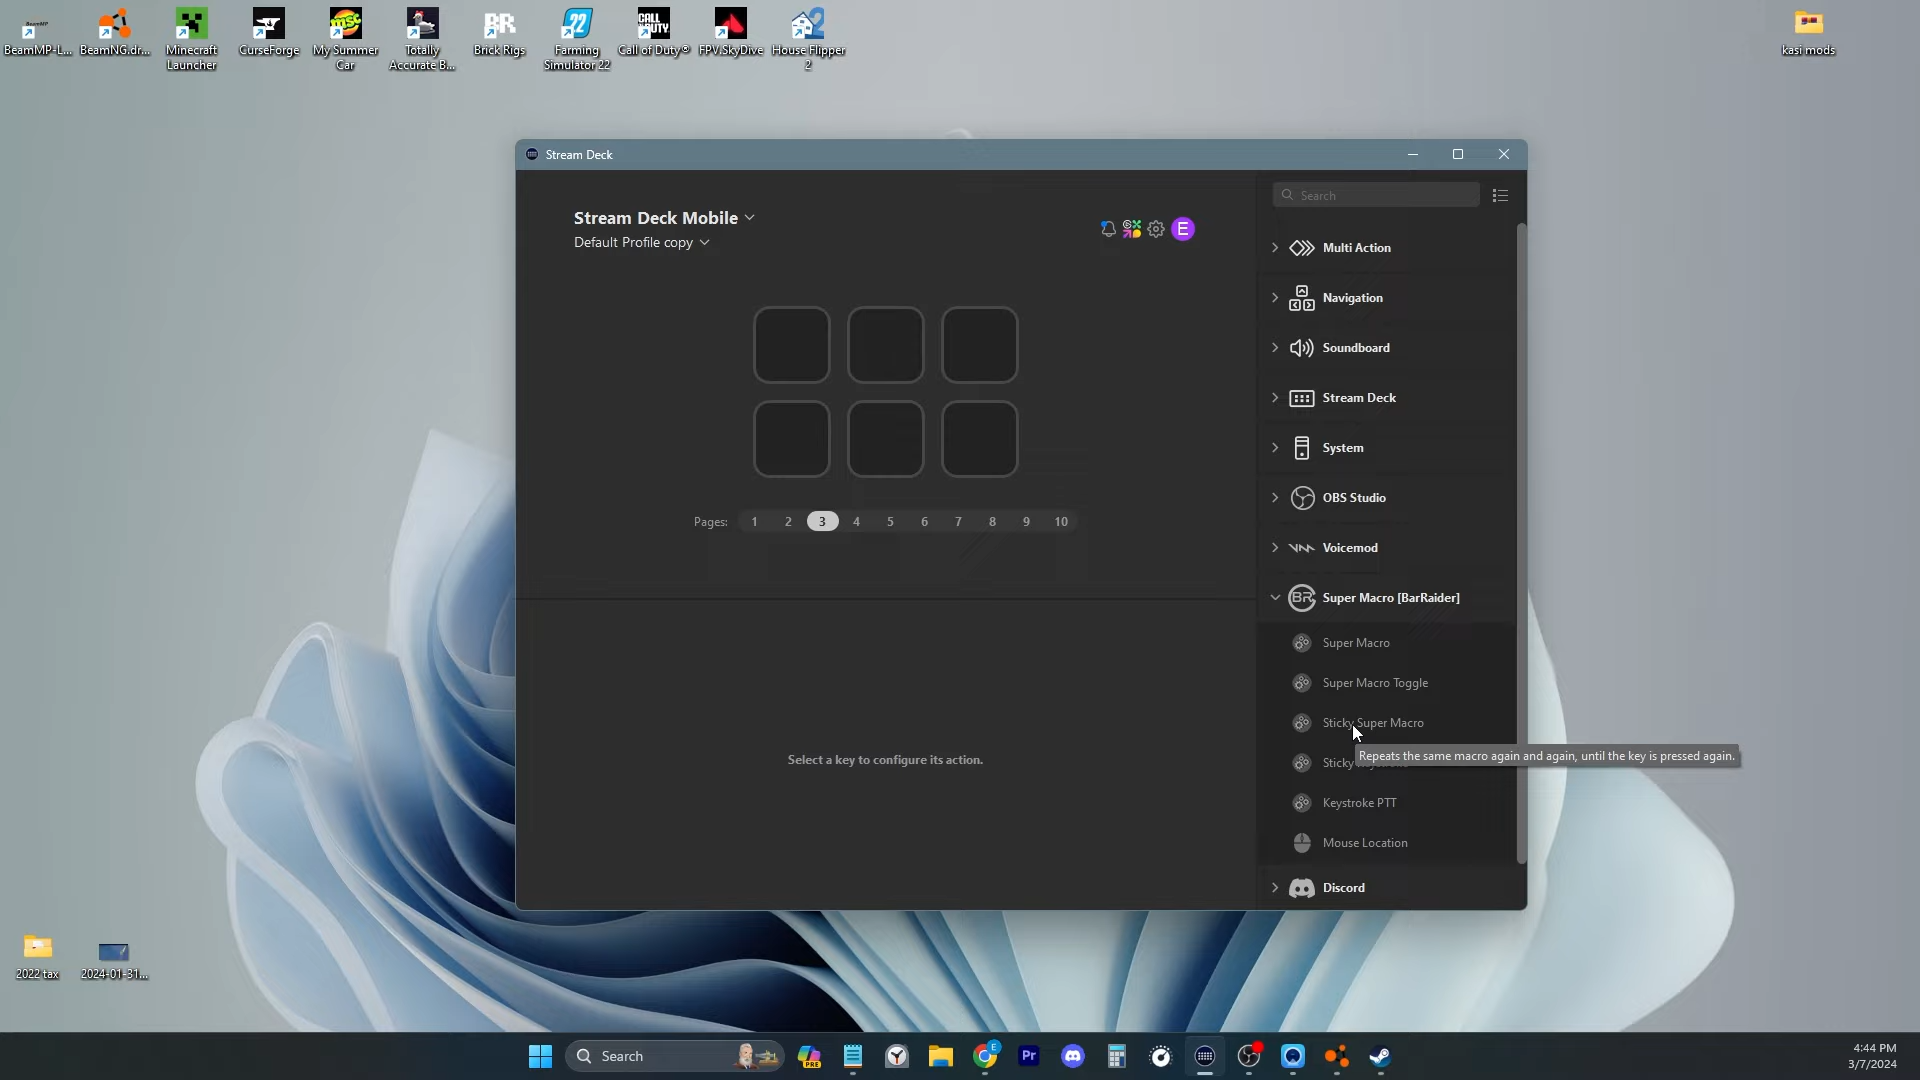 BeamMP-L...
BeamNG.dr...
Minecraft
Launcher
CurseForge
My Summer
Car
Totally
Accurate B...
Brick Rigs
Farming
Simulator 22
Call of Duty®
FPV.SkyDive
House Flipper
2
kasi mods
Stream Deck
Stream Deck Mobile
Default Profile copy
E
Search
Multi Action
Navigation
Soundboard
Stream Deck
System
OBS Studio
Voicemod
Super Macro [BarRaider]
Super Macro
Super Macro Toggle
Sticky Super Macro
Repeats the same macro again and again, until the key is pressed again.
Sticky
Keystroke PTT
Mouse Location
Discord
Pages: 1 2 3 4 5 6 7 8 9 10
Select a key to configure its action.
2022 tax
2024-01-31...
Search
4:44 PM
3/7/2024